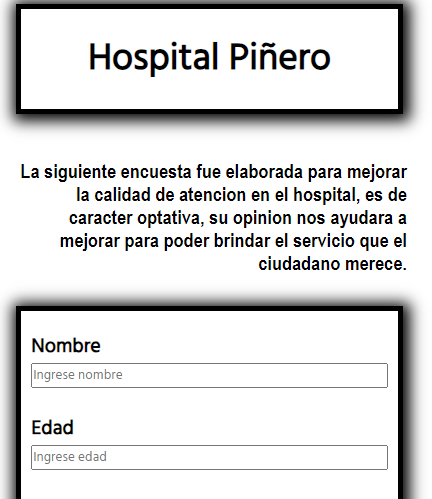 Hospital Piñero
La siguiente encuesta fue elaborada para mejorar
la calidad de atencion en el hospital, es de
caracter optativa, su opinion nos ayudara a
mejorar para poder brindar el servicio que el
ciudadano merece.
Nombre
Ingrese nombre
Edad
Ingrese edad